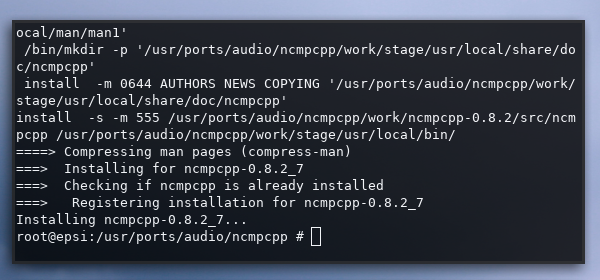 ocal/man/man1'
 /bin/mkdir -p '/usr/ports/audio/ncmpcpp/work/stage/usr/local/share/do
c/ncmpcpp'
 install  -m 0644 AUTHORS NEWS COPYING '/usr/ports/audio/ncmpcpp/work/
stage/usr/local/share/doc/ncmpcpp'
install  -s -m 555 /usr/ports/audio/ncmpcpp/work/ncmpcpp-0.8.2/src/ncm
pcpp /usr/ports/audio/ncmpcpp/work/stage/usr/local/bin/
====> Compressing man pages (compress-man)
===>  Installing for ncmpcpp-0.8.2_7
===>  Checking if ncmpcpp is already installed
===>   Registering installation for ncmpcpp-0.8.2_7
Installing ncmpcpp-0.8.2_7...
root@epsi:/usr/ports/audio/ncmpcpp #